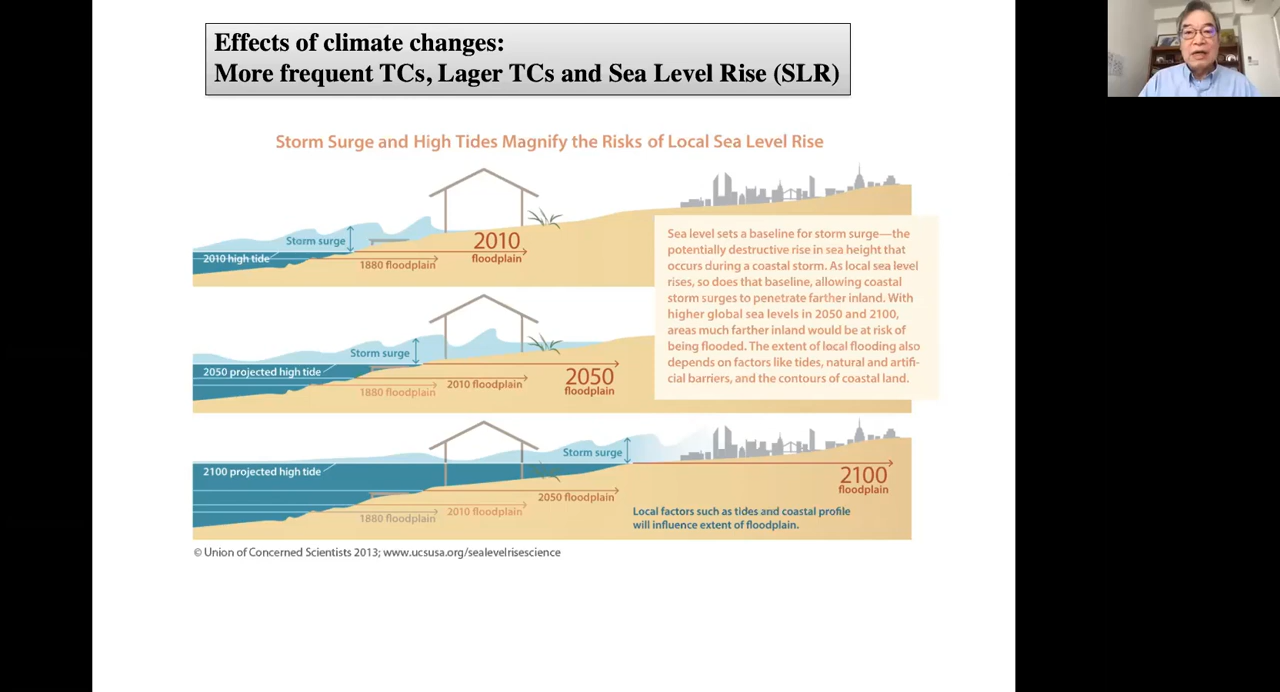 Effects of climate changes:
More frequent TCs, Lager TCs and Sea Level Rise (SLR)
Storm Surge and High Tides Magnify the Risks of Local Sea Level Rise
Storm surge
2010 high tide
1880 floodplain
2010
floodplain
Sea level sets a baseline for storm surge—the
potentially destructive rise in sea height that
occurs during a coastal storm. As local sea level
rises, so does that baseline, allowing coastal
storm surges to penetrate farther inland. With
higher global sea levels in 2050 and 2100,
areas much farther inland would be at risk of
being flooded. The extent of local flooding also
depends on factors like tides, natural and artifi-
cial barriers, and the contours of coastal land.
Storm surge
2050 projected high tide
1880 floodplain
2010 floodplain
2050
floodplain
Storm surge
2100 projected high tide
1880 floodplain
2010 floodplain
2050 floodplain
2100
floodplain
Local factors such as tides and coastal profile
will influence extent of floodplain.
© Union of Concerned Scientists 2013; www.ucsusa.org/sealevelrisescience